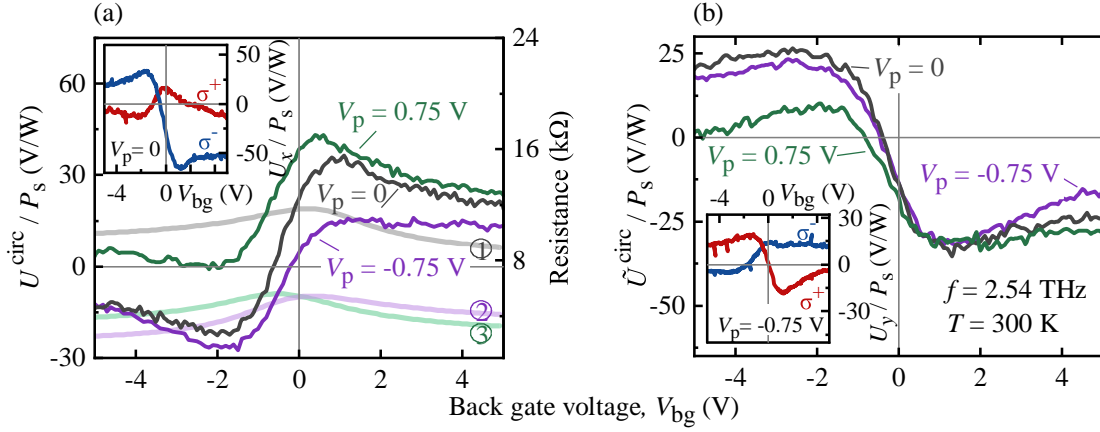 (a)
60
30
0
-30
U^circ / P_s (V/W)
24
16
8
Resistance (kΩ)
-4
-2
0
2
4
V_p = 0.75 V
V_p = 0
V_p = -0.75 V
①
②
③
50
0
-50
U_x / P_s (V/W)
σ+
σ-
V_p = 0
-4
0
4
V_bg (V)
(b)
25
0
-25
-50
Ũ^circ / P_s (V/W)
V_p = 0
V_p = 0.75 V
V_p = -0.75 V
-4
-2
0
2
4
f = 2.54 THz
T = 300 K
V_bg (V)
-4
0
4
30
0
-30
U_y / P_s (V/W)
σ-
σ+
V_p = -0.75 V
Back gate voltage, V_bg (V)